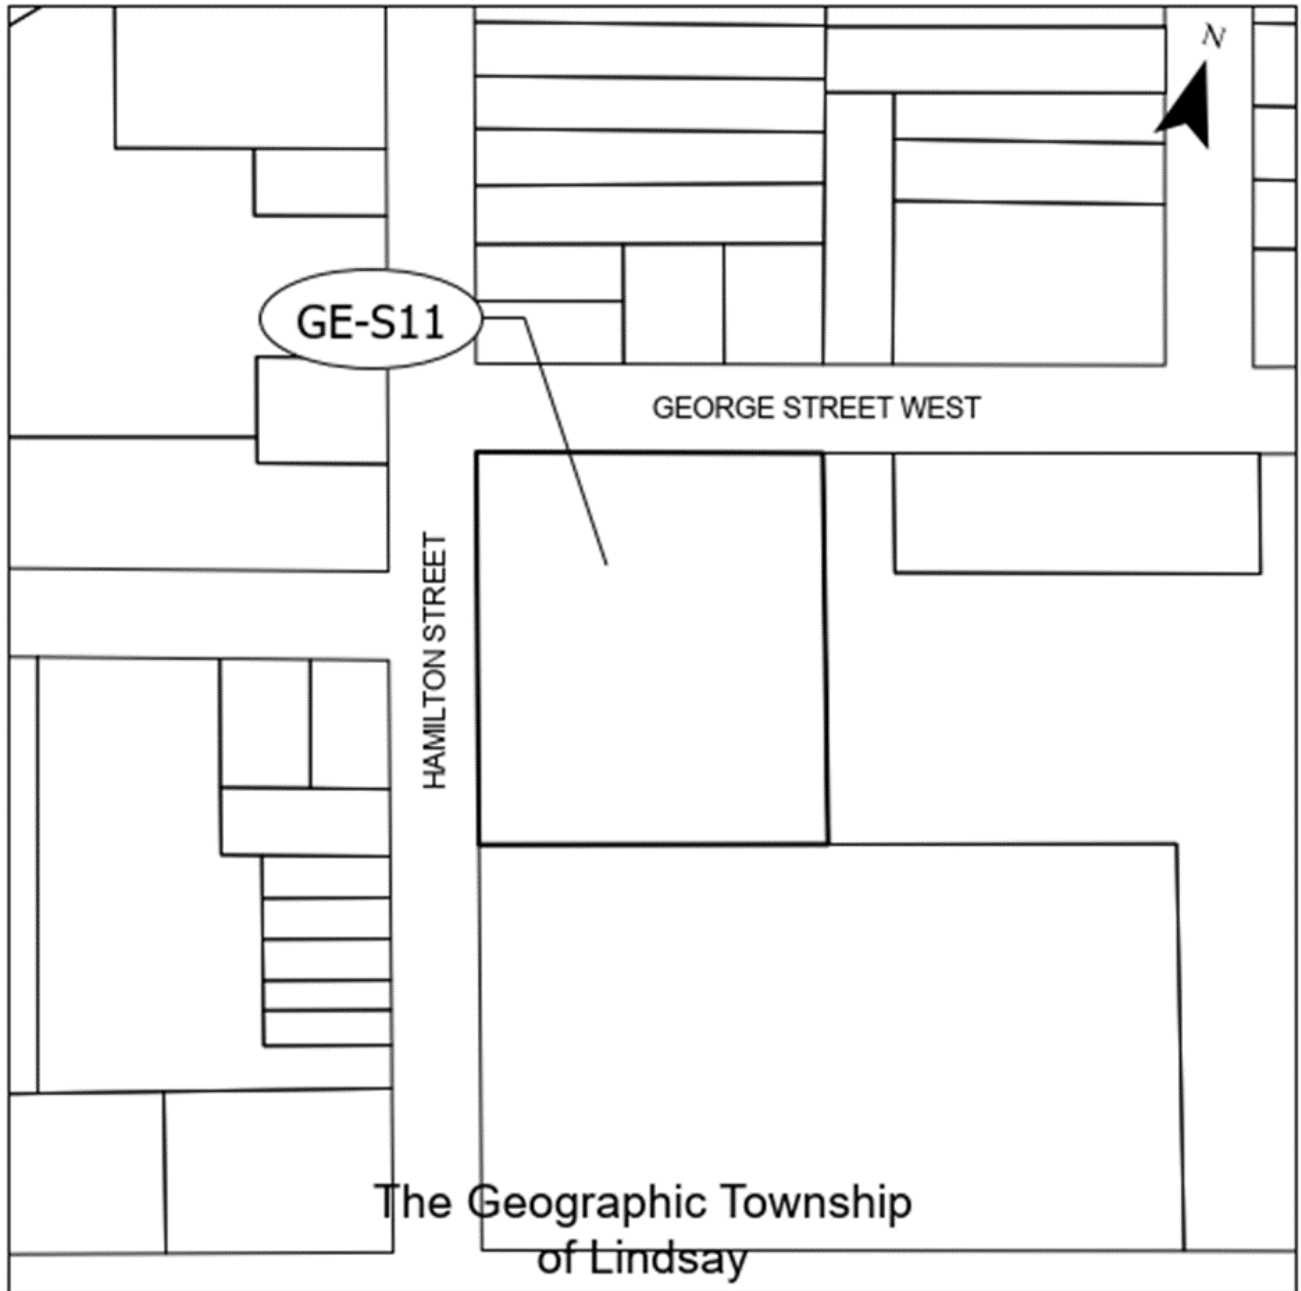 N
GE-S11
GEORGE STREET WEST
HAMILTON STREET
The Geographic Township
of Lindsay